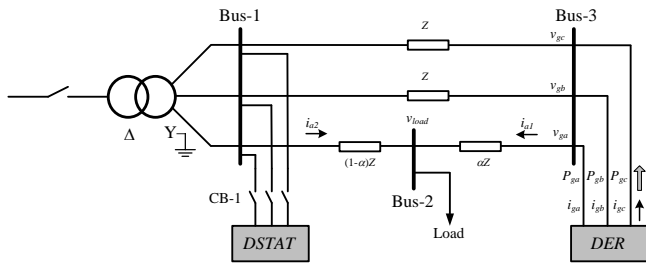 Bus-1
Bus-3
Z
v_gc
Z
v_gb
Δ
Y
i_a2
v_load
i_a1
v_ga
(1-α)Z
αZ
CB-1
Bus-2
P_ga P_gb P_gc
i_ga i_gb i_gc
Load
DSTAT
DER